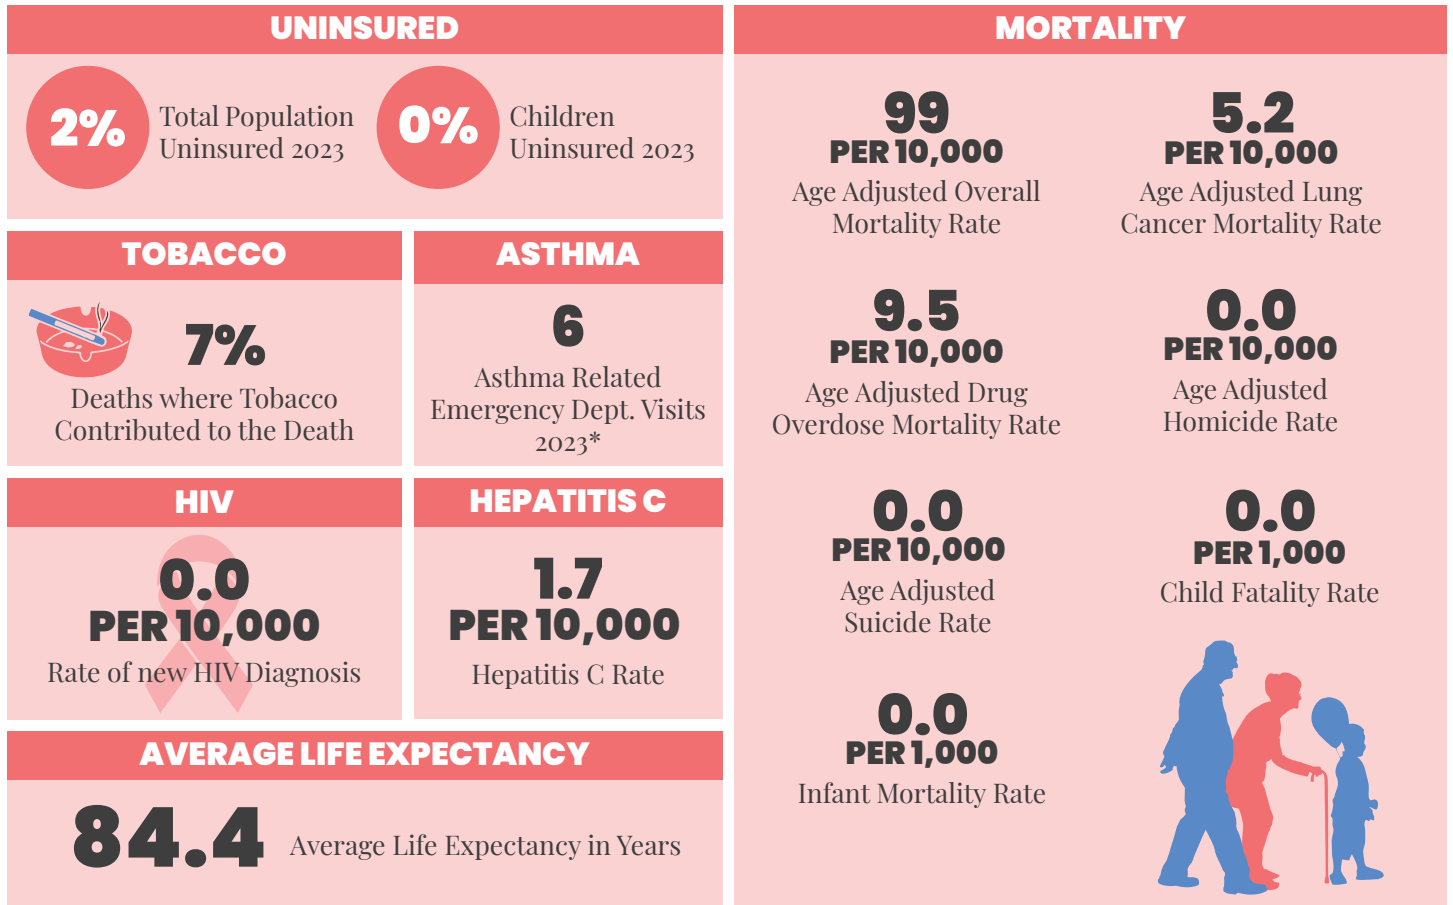 UNINSURED
2%
Total Population
Uninsured 2023
0%
Children
Uninsured 2023
TOBACCO
7%
Deaths where Tobacco
Contributed to the Death
ASTHMA
6
Asthma Related
Emergency Dept. Visits
2023*
HIV
0.0
PER 10,000
Rate of new HIV Diagnosis
HEPATITIS C
1.7
PER 10,000
Hepatitis C Rate
AVERAGE LIFE EXPECTANCY
84.4
Average Life Expectancy in Years
MORTALITY
99
PER 10,000
Age Adjusted Overall
Mortality Rate
5.2
PER 10,000
Age Adjusted Lung
Cancer Mortality Rate
9.5
PER 10,000
Age Adjusted Drug
Overdose Mortality Rate
0.0
PER 10,000
Age Adjusted
Homicide Rate
0.0
PER 10,000
Age Adjusted
Suicide Rate
0.0
PER 1,000
Child Fatality Rate
0.0
PER 1,000
Infant Mortality Rate